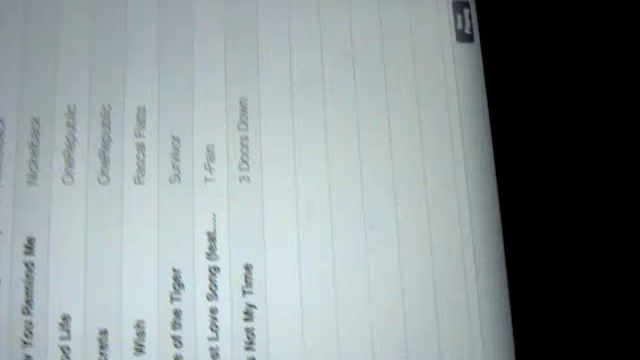 w You Remind Me Nickelback
od Life OneRepublic
crets OneRepublic
Wish Rascal Flatts
e of the Tiger Survivor
st Love Song (feat.... T-Pain
s Not My Time 3 Doors Down